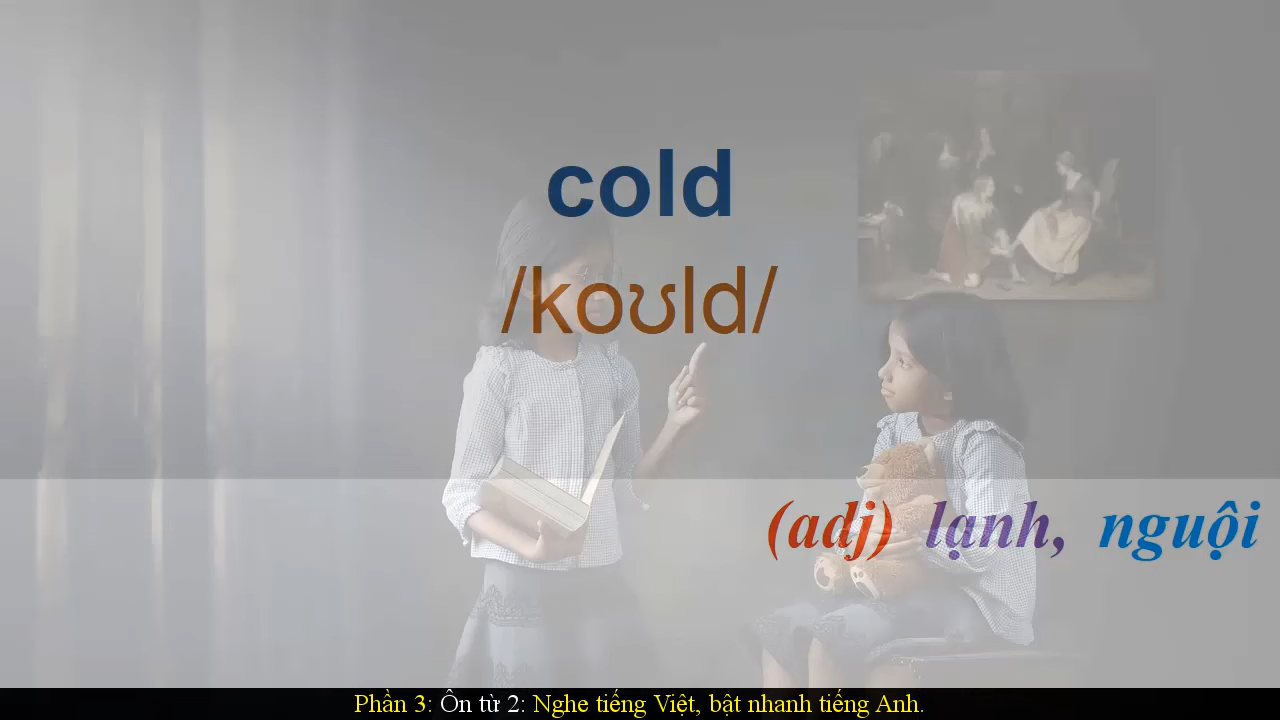 cold
/koʊld/
(adj) lạnh, nguội
Phần 3: Ôn từ 2: Nghe tiếng Việt, bật nhanh tiếng Anh.